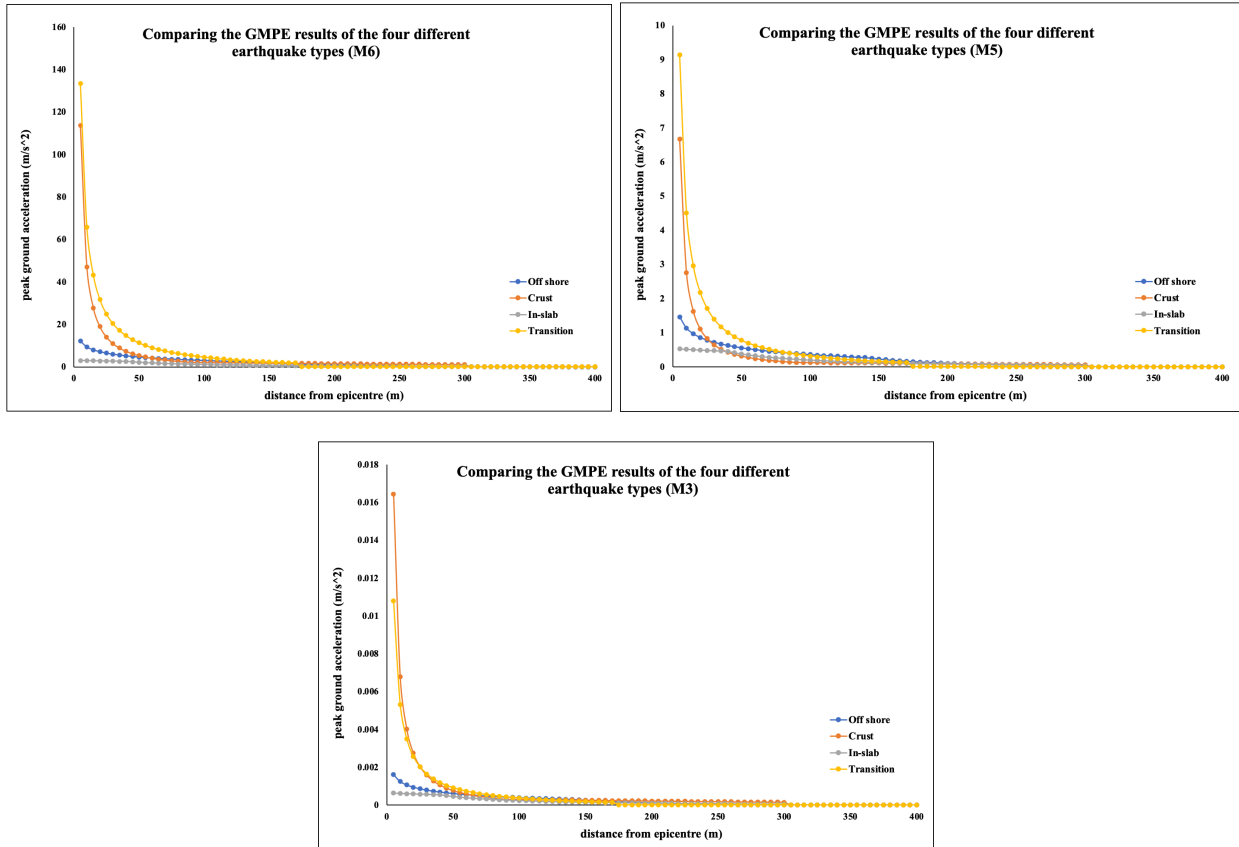 Comparing the GMPE results of the four different
earthquake types (M6)
160
140
120
100
80
60
40
20
0
peak ground acceleration (m/s^2)
0 50 100 150 200 250 300 350 400
distance from epicentre (m)
Off shore
Crust
In-slab
Transition
Comparing the GMPE results of the four different
earthquake types (M5)
10
9
8
7
6
5
4
3
2
1
0
peak ground acceleration (m/s^2)
0 50 100 150 200 250 300 350 400
distance from epicentre (m)
Off shore
Crust
In-slab
Transition
Comparing the GMPE results of the four different
earthquake types (M3)
0.018
0.016
0.014
0.012
0.01
0.008
0.006
0.004
0.002
0
peak ground acceleration (m/s^2)
0 50 100 150 200 250 300 350 400
distance from epicentre (m)
Off shore
Crust
In-slab
Transition